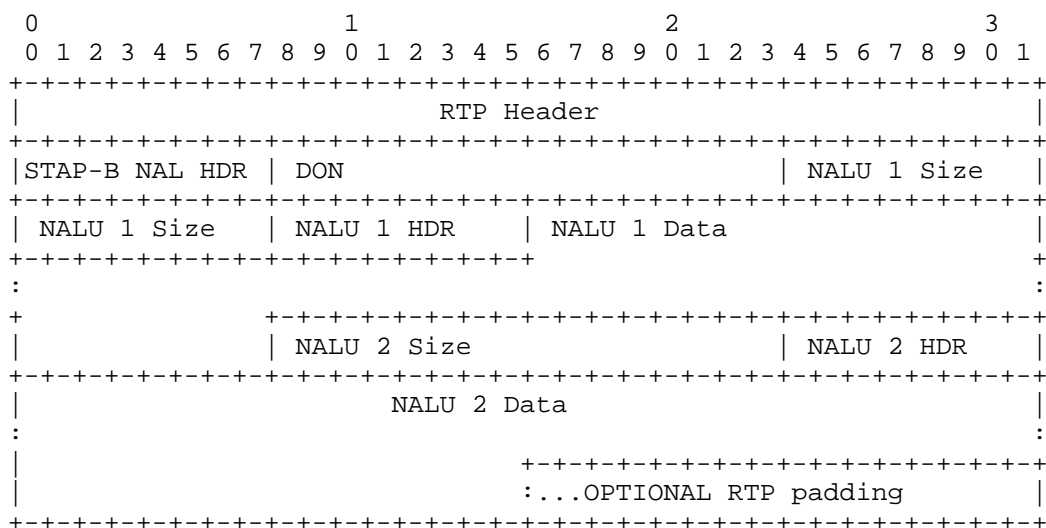 0                   1                   2                   3
 0 1 2 3 4 5 6 7 8 9 0 1 2 3 4 5 6 7 8 9 0 1 2 3 4 5 6 7 8 9 0 1
+-+-+-+-+-+-+-+-+-+-+-+-+-+-+-+-+-+-+-+-+-+-+-+-+-+-+-+-+-+-+-+-+
|                          RTP Header                           |
+-+-+-+-+-+-+-+-+-+-+-+-+-+-+-+-+-+-+-+-+-+-+-+-+-+-+-+-+-+-+-+-+
|STAP-B NAL HDR | DON                           | NALU 1 Size   |
+-+-+-+-+-+-+-+-+-+-+-+-+-+-+-+-+-+-+-+-+-+-+-+-+-+-+-+-+-+-+-+-+
| NALU 1 Size   | NALU 1 HDR    | NALU 1 Data                   |
+-+-+-+-+-+-+-+-+-+-+-+-+-+-+-+-+                               +
:                                                               :
+               +-+-+-+-+-+-+-+-+-+-+-+-+-+-+-+-+-+-+-+-+-+-+-+-+
|               | NALU 2 Size                   | NALU 2 HDR    |
+-+-+-+-+-+-+-+-+-+-+-+-+-+-+-+-+-+-+-+-+-+-+-+-+-+-+-+-+-+-+-+-+
|                       NALU 2 Data                             |
:                                                               :
|                               +-+-+-+-+-+-+-+-+-+-+-+-+-+-+-+-+
|                               :...OPTIONAL RTP padding        |
+-+-+-+-+-+-+-+-+-+-+-+-+-+-+-+-+-+-+-+-+-+-+-+-+-+-+-+-+-+-+-+-+